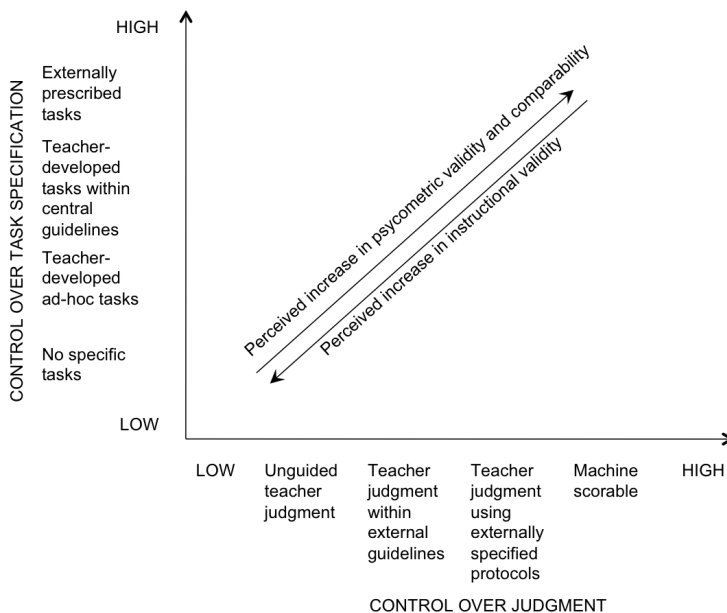 HIGH
CONTROL OVER TASK SPECIFICATION
Externally
prescribed
tasks
Teacher-
developed
tasks within
central
guidelines
Teacher-
developed
ad-hoc tasks
No specific
tasks
LOW
Perceived increase in psycometric validity and comparability
Perceived increase in instructional validity
LOW
Unguided
teacher
judgment
Teacher
judgment
within
external
guidelines
Teacher
judgment
using
externally
specified
protocols
Machine
scorable
HIGH
CONTROL OVER JUDGMENT